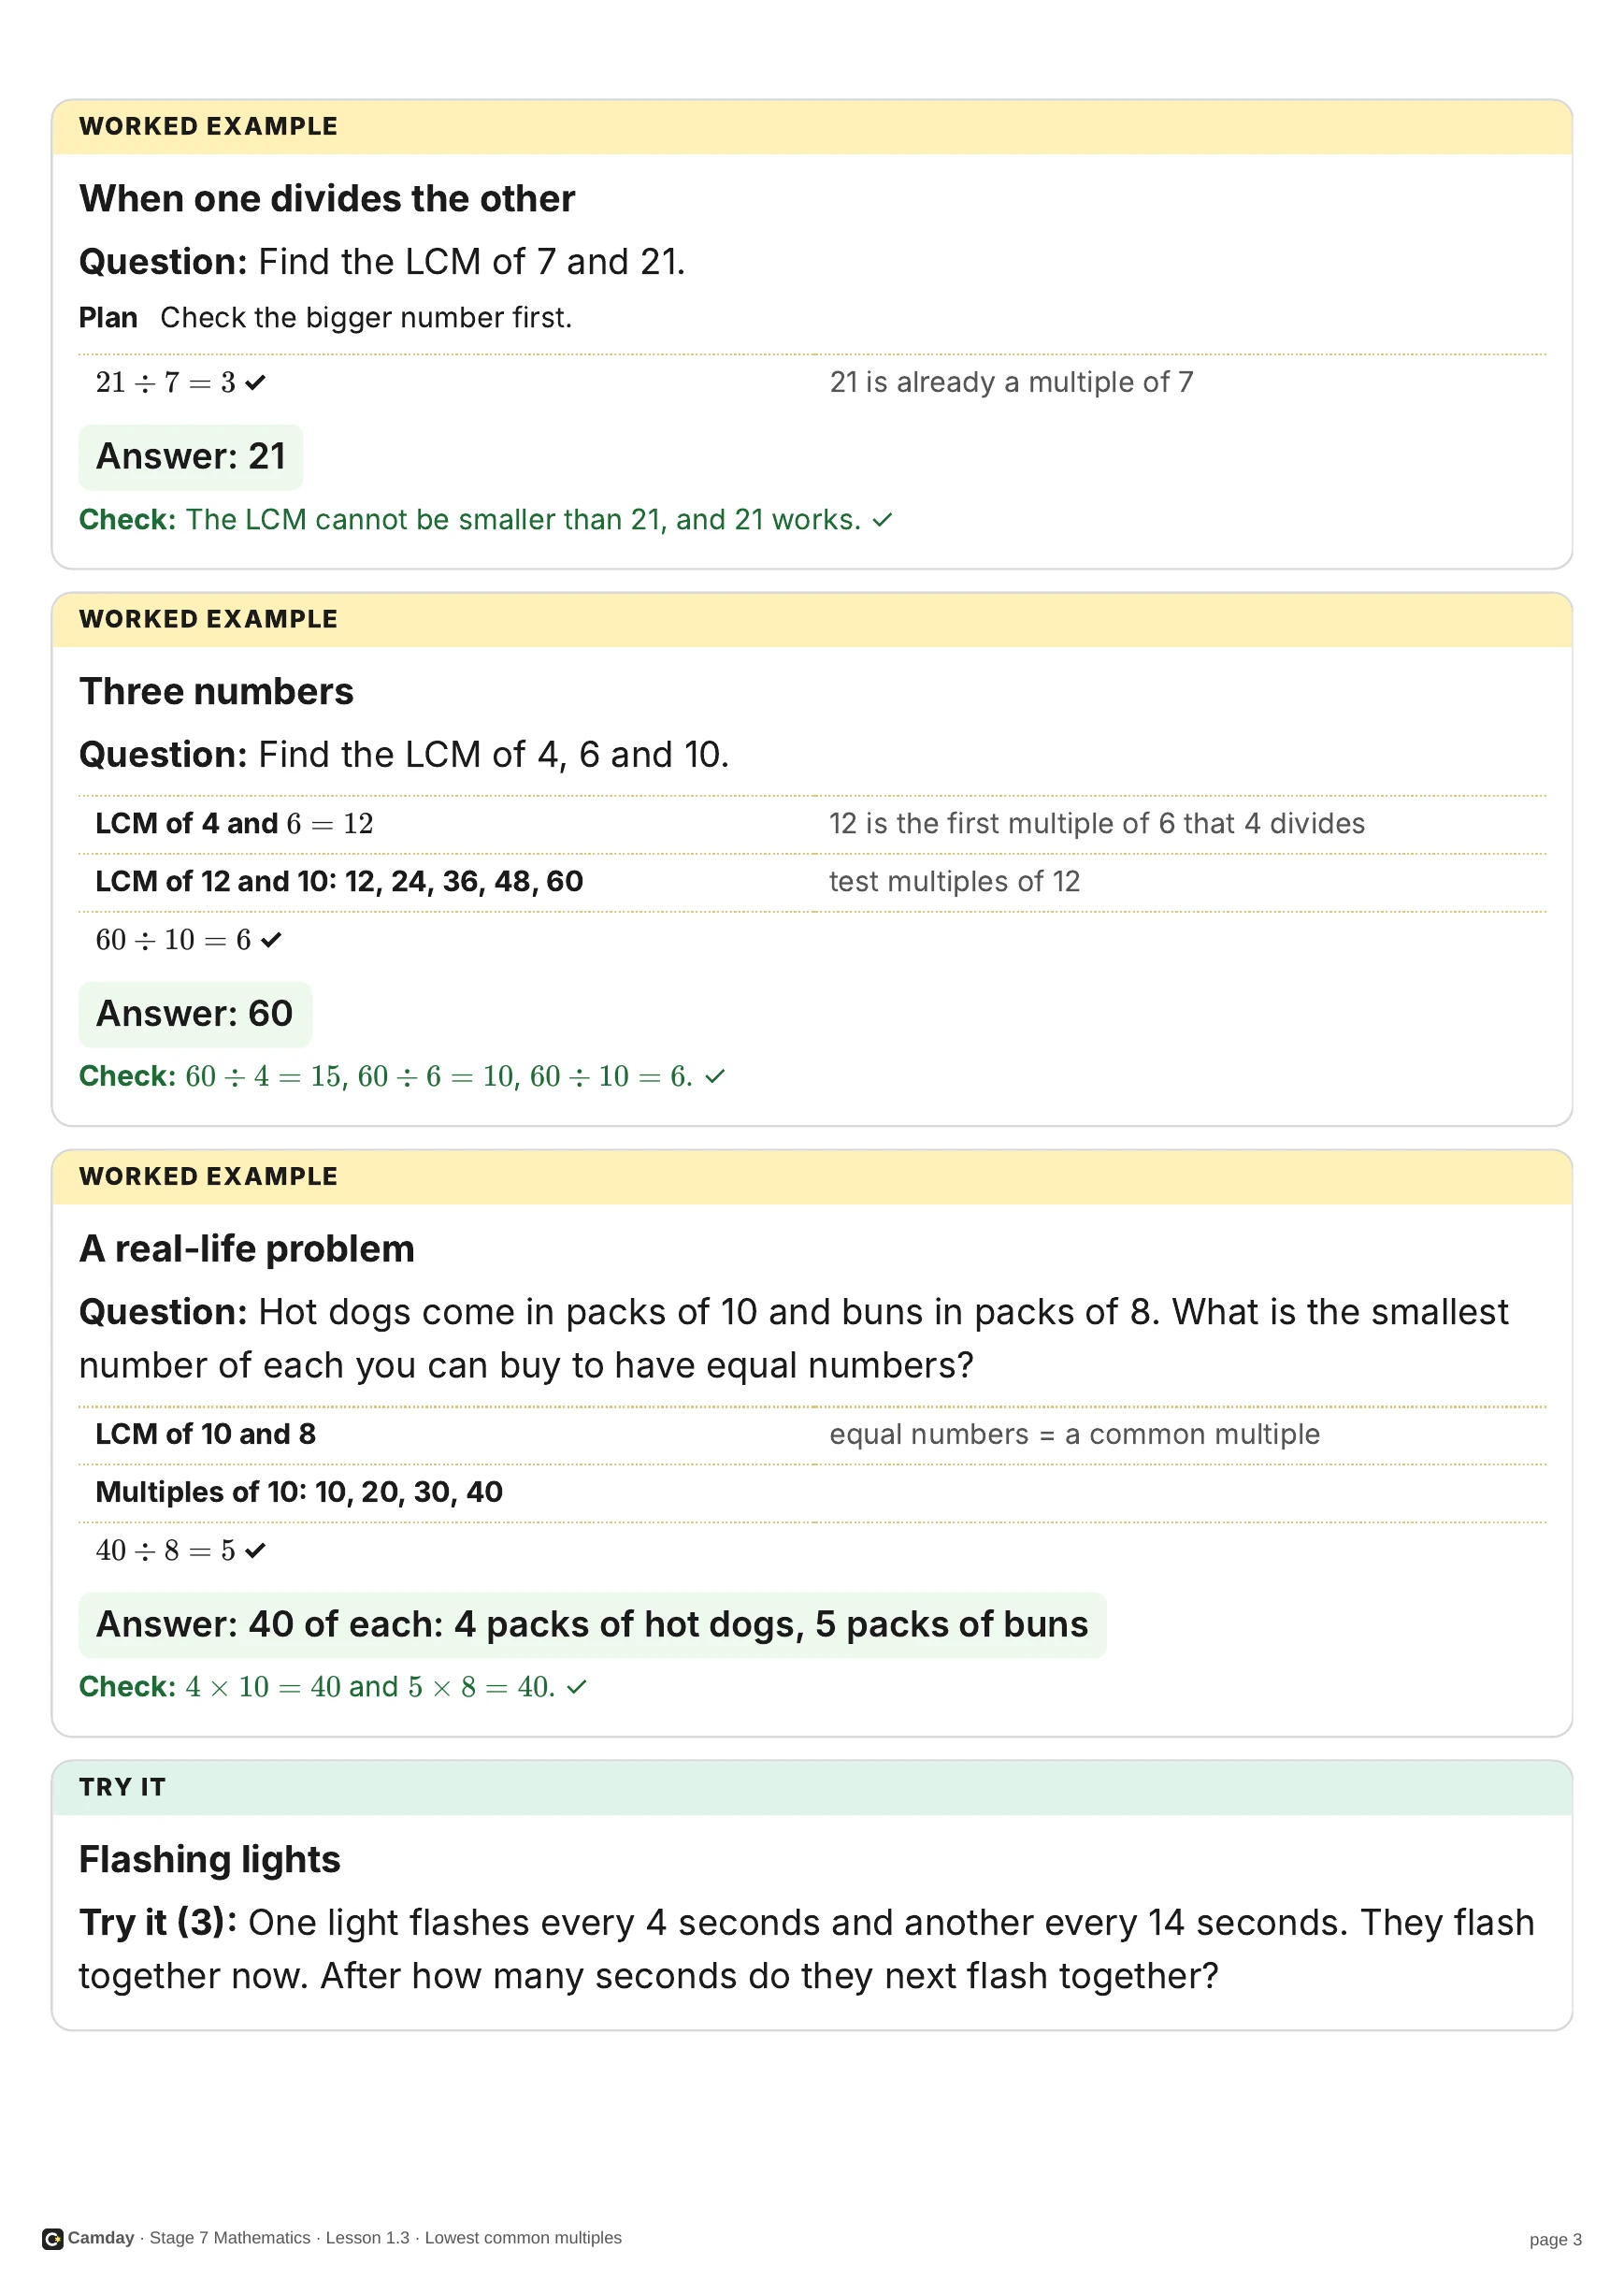 WORKED EXAMPLE
When one divides the other
Question: Find the LCM of 7 and 21.
Plan Check the bigger number first.
21 ÷ 7 = 3 ✔ 21 is already a multiple of 7
Answer: 21
Check: The LCM cannot be smaller than 21, and 21 works. ✓
WORKED EXAMPLE
Three numbers
Question: Find the LCM of 4, 6 and 10.
LCM of 4 and 6 = 12 12 is the first multiple of 6 that 4 divides
LCM of 12 and 10: 12, 24, 36, 48, 60 test multiples of 12
60 ÷ 10 = 6 ✔
Answer: 60
Check: 60 ÷ 4 = 15, 60 ÷ 6 = 10, 60 ÷ 10 = 6. ✓
WORKED EXAMPLE
A real-life problem
Question: Hot dogs come in packs of 10 and buns in packs of 8. What is the smallest
number of each you can buy to have equal numbers?
LCM of 10 and 8 equal numbers = a common multiple
Multiples of 10: 10, 20, 30, 40
40 ÷ 8 = 5 ✔
Answer: 40 of each: 4 packs of hot dogs, 5 packs of buns
Check: 4 × 10 = 40 and 5 × 8 = 40. ✓
TRY IT
Flashing lights
Try it (3): One light flashes every 4 seconds and another every 14 seconds. They flash
together now. After how many seconds do they next flash together?
Camday · Stage 7 Mathematics · Lesson 1.3 · Lowest common multiples page 3